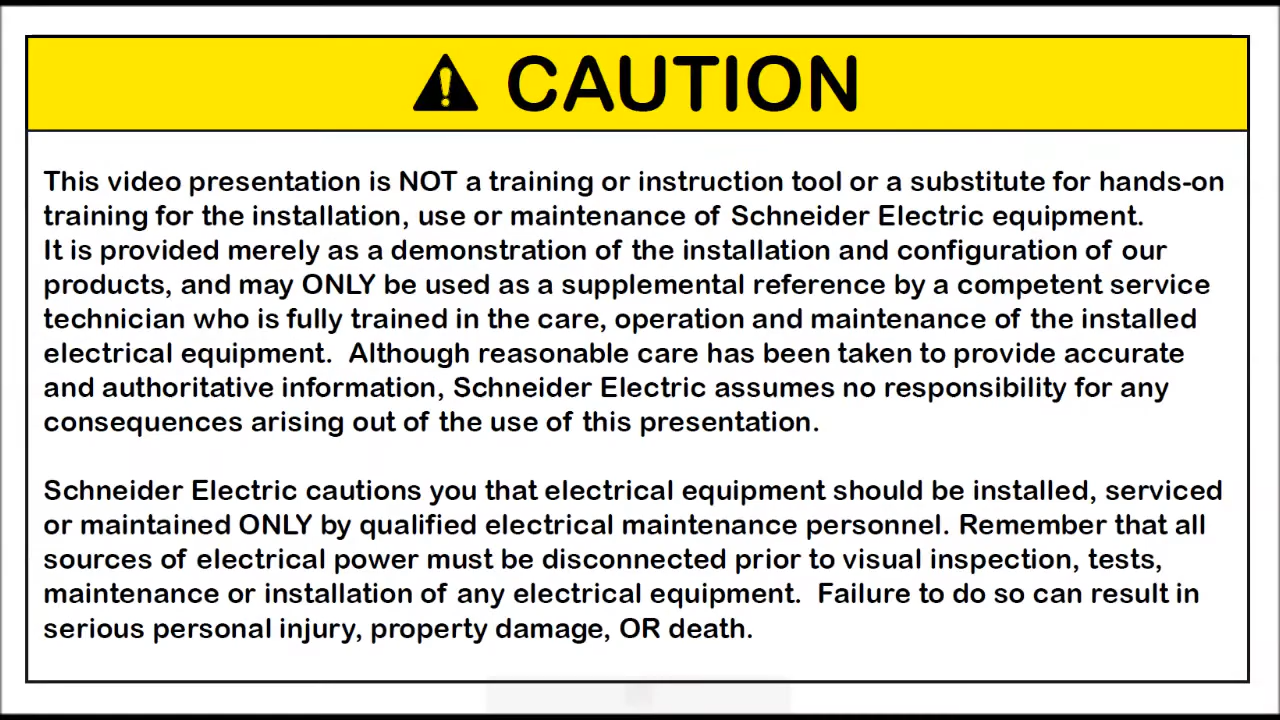 CAUTION
This video presentation is NOT a training or instruction tool or a substitute for hands-on
training for the installation, use or maintenance of Schneider Electric equipment.
It is provided merely as a demonstration of the installation and configuration of our
products, and may ONLY be used as a supplemental reference by a competent service
technician who is fully trained in the care, operation and maintenance of the installed
electrical equipment.  Although reasonable care has been taken to provide accurate
and authoritative information, Schneider Electric assumes no responsibility for any
consequences arising out of the use of this presentation.
Schneider Electric cautions you that electrical equipment should be installed, serviced
or maintained ONLY by qualified electrical maintenance personnel. Remember that all
sources of electrical power must be disconnected prior to visual inspection, tests,
maintenance or installation of any electrical equipment.  Failure to do so can result in
serious personal injury, property damage, OR death.